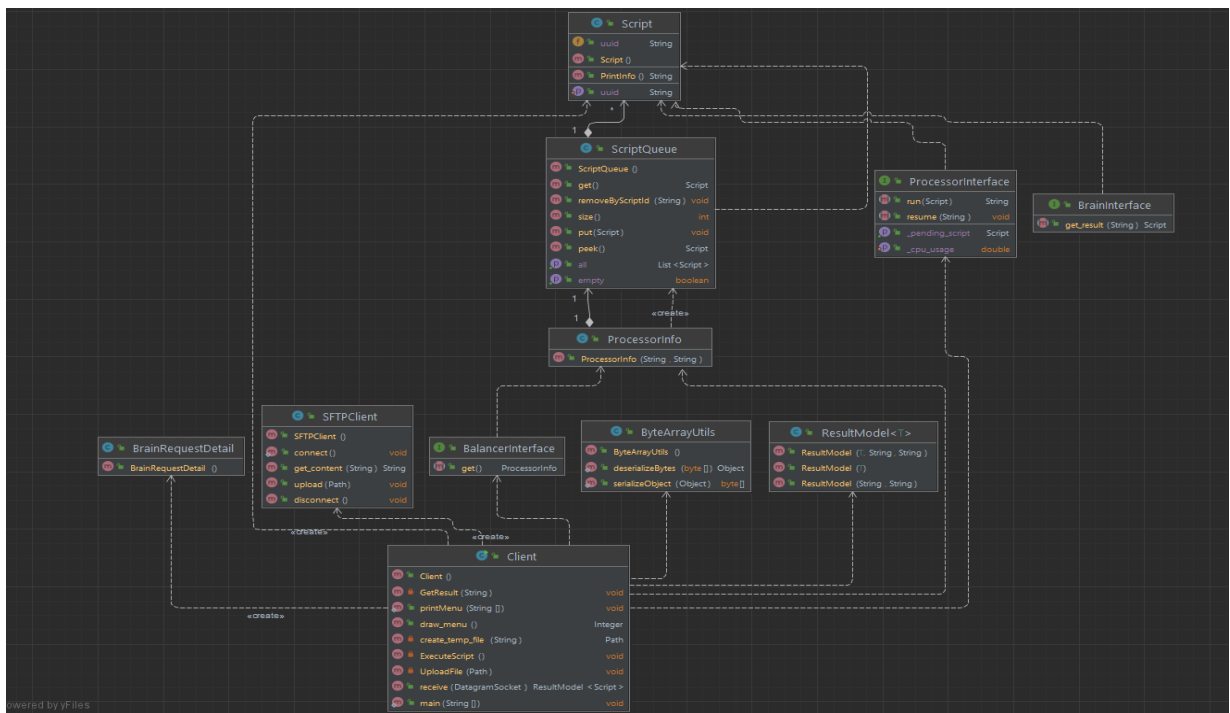 Script
uuid String
Script ()
PrintInfo () String
uuid String
*
1
ScriptQueue
ScriptQueue ()
get() Script
removeByScriptId (String) void
size() int
put(Script) void
peek() Script
all List <Script>
empty boolean
ProcessorInterface
run(Script) String
resume(String) void
_pending_script Script
_cpu_usage double
BrainInterface
get_result (String) Script
1
1
«create»
ProcessorInfo
ProcessorInfo (String, String)
SFTPClient
SFTPClient ()
connect() void
get_content (String) String
upload(Path) void
disconnect () void
BrainRequestDetail
BrainRequestDetail ()
BalancerInterface
get() ProcessorInfo
ByteArrayUtils
ByteArrayUtils ()
deserializeBytes (byte[]) Object
serializeObject (Object) byte[]
ResultModel<T>
ResultModel (T, String, String)
ResultModel (T)
ResultModel (String, String)
«create»
«create»
«create»
Client
Client ()
GetResult (String) void
printMenu (String []) void
draw_menu () Integer
create_temp_file (String) Path
ExecuteScript () void
UploadFile (Path) void
receive (DatagramSocket) ResultModel <Script>
main (String []) void
owered by yFiles